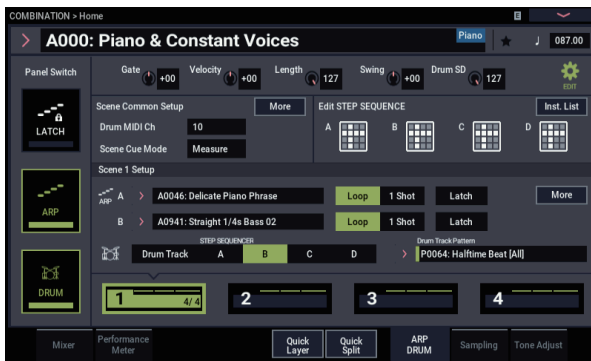 COMBINATION > Home
E
A000: Piano & Constant Voices
Piano
♩ 087.00
Panel Switch
Gate +00 Velocity +00 Length 127 Swing +00 Drum SD 127
EDIT
LATCH
Scene Common Setup More
Edit STEP SEQUENCE Inst. List
Drum MIDI Ch 10
A B C D
Scene Cue Mode Measure
Scene 1 Setup
ARP
ARP A A0046: Delicate Piano Phrase Loop 1 Shot Latch More
B A0941: Straight 1/4s Bass 02 Loop 1 Shot Latch
STEP SEQUENCER
Drum Track Pattern
Drum Track A B C D
P0064: Halftime Beat [All]
DRUM
1 4/4 2 3 4
Mixer Performance Meter Quick Layer Quick Split ARP DRUM Sampling Tone Adjust